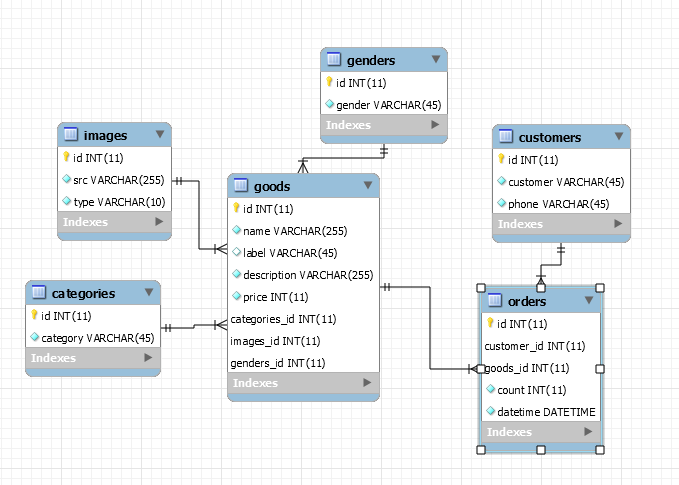 genders
id INT(11)
gender VARCHAR(45)
Indexes
images
id INT(11)
src VARCHAR(255)
type VARCHAR(10)
Indexes
customers
id INT(11)
customer VARCHAR(45)
phone VARCHAR(45)
Indexes
goods
id INT(11)
name VARCHAR(255)
label VARCHAR(45)
description VARCHAR(255)
price INT(11)
categories_id INT(11)
images_id INT(11)
genders_id INT(11)
Indexes
categories
id INT(11)
category VARCHAR(45)
Indexes
orders
id INT(11)
customer_id INT(11)
goods_id INT(11)
count INT(11)
datetime DATETIME
Indexes